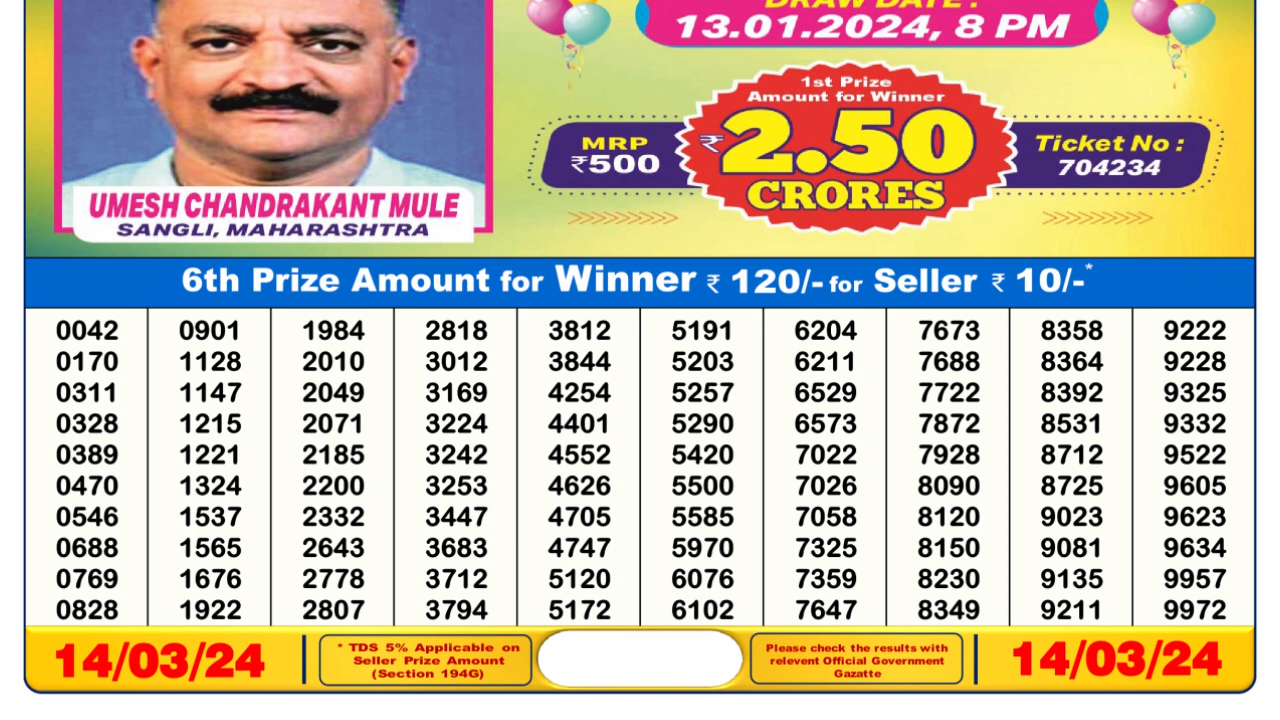 DRAW DATE :
13.01.2024, 8 PM
1st Prize
Amount for Winner
MRP
₹500
₹2.50
CRORES
Ticket No :
704234
UMESH CHANDRAKANT MULE
SANGLI, MAHARASHTRA
6th Prize Amount for Winner ₹ 120/- for Seller ₹ 10/-*
0042 0901 1984 2818 3812 5191 6204 7673 8358 9222
0170 1128 2010 3012 3844 5203 6211 7688 8364 9228
0311 1147 2049 3169 4254 5257 6529 7722 8392 9325
0328 1215 2071 3224 4401 5290 6573 7872 8531 9332
0389 1221 2185 3242 4552 5420 7022 7928 8712 9522
0470 1324 2200 3253 4626 5500 7026 8090 8725 9605
0546 1537 2332 3447 4705 5585 7058 8120 9023 9623
0688 1565 2643 3683 4747 5970 7325 8150 9081 9634
0769 1676 2778 3712 5120 6076 7359 8230 9135 9957
0828 1922 2807 3794 5172 6102 7647 8349 9211 9972
14/03/24
* TDS 5% Applicable on
Seller Prize Amount
(Section 194G)
Please check the results with
relevent Official Government
Gazatte
14/03/24